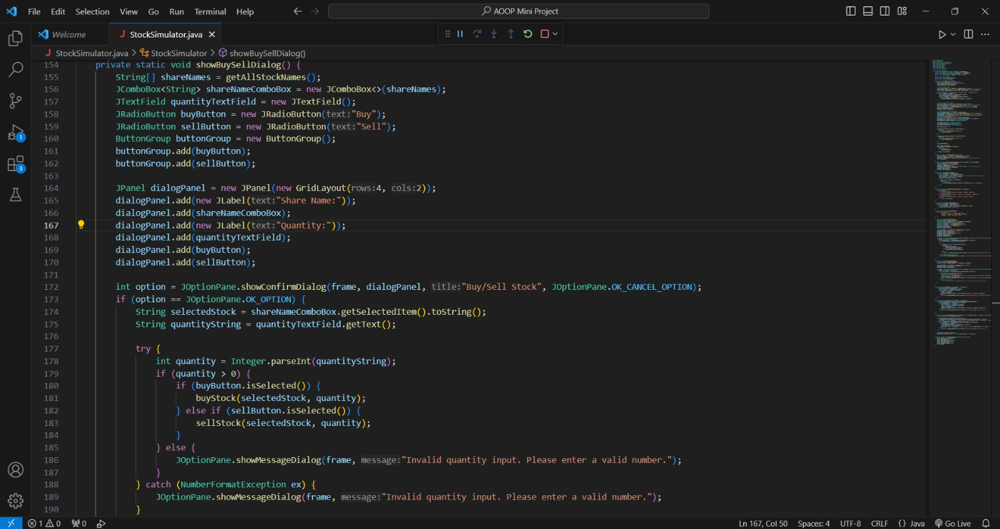 File Edit Selection View Go Run Terminal Help AOOP Mini Project
Welcome StockSimulator.java
StockSimulator.java > StockSimulator > showBuySellDialog()
154 private static void showBuySellDialog() {
155 String[] shareNames = getAllStockNames();
156 JComboBox<String> shareNameComboBox = new JComboBox<>(shareNames);
157 JTextField quantityTextField = new JTextField();
158 JRadioButton buyButton = new JRadioButton(text:"Buy");
159 JRadioButton sellButton = new JRadioButton(text:"Sell");
160 ButtonGroup buttonGroup = new ButtonGroup();
161 buttonGroup.add(buyButton);
162 buttonGroup.add(sellButton);
163
164 JPanel dialogPanel = new JPanel(new GridLayout(rows:4, cols:2));
165 dialogPanel.add(new JLabel(text:"Share Name:"));
166 dialogPanel.add(shareNameComboBox);
167 dialogPanel.add(new JLabel(text:"Quantity:"));
168 dialogPanel.add(quantityTextField);
169 dialogPanel.add(buyButton);
170 dialogPanel.add(sellButton);
171
172 int option = JOptionPane.showConfirmDialog(frame, dialogPanel, title:"Buy/Sell Stock", JOptionPane.OK_CANCEL_OPTION);
173 if (option == JOptionPane.OK_OPTION) {
174 String selectedStock = shareNameComboBox.getSelectedItem().toString();
175 String quantityString = quantityTextField.getText();
176
177 try {
178 int quantity = Integer.parseInt(quantityString);
179 if (quantity > 0) {
180 if (buyButton.isSelected()) {
181 buyStock(selectedStock, quantity);
182 } else if (sellButton.isSelected()) {
183 sellStock(selectedStock, quantity);
184 }
185 } else {
186 JOptionPane.showMessageDialog(frame, message:"Invalid quantity input. Please enter a valid number.");
187 }
188 } catch (NumberFormatException ex) {
189 JOptionPane.showMessageDialog(frame, message:"Invalid quantity input. Please enter a valid number.");
190 }
1
3
1 0 0 Ln 167, Col 50 Spaces: 4 UTF-8 CRLF {} Java Go Live